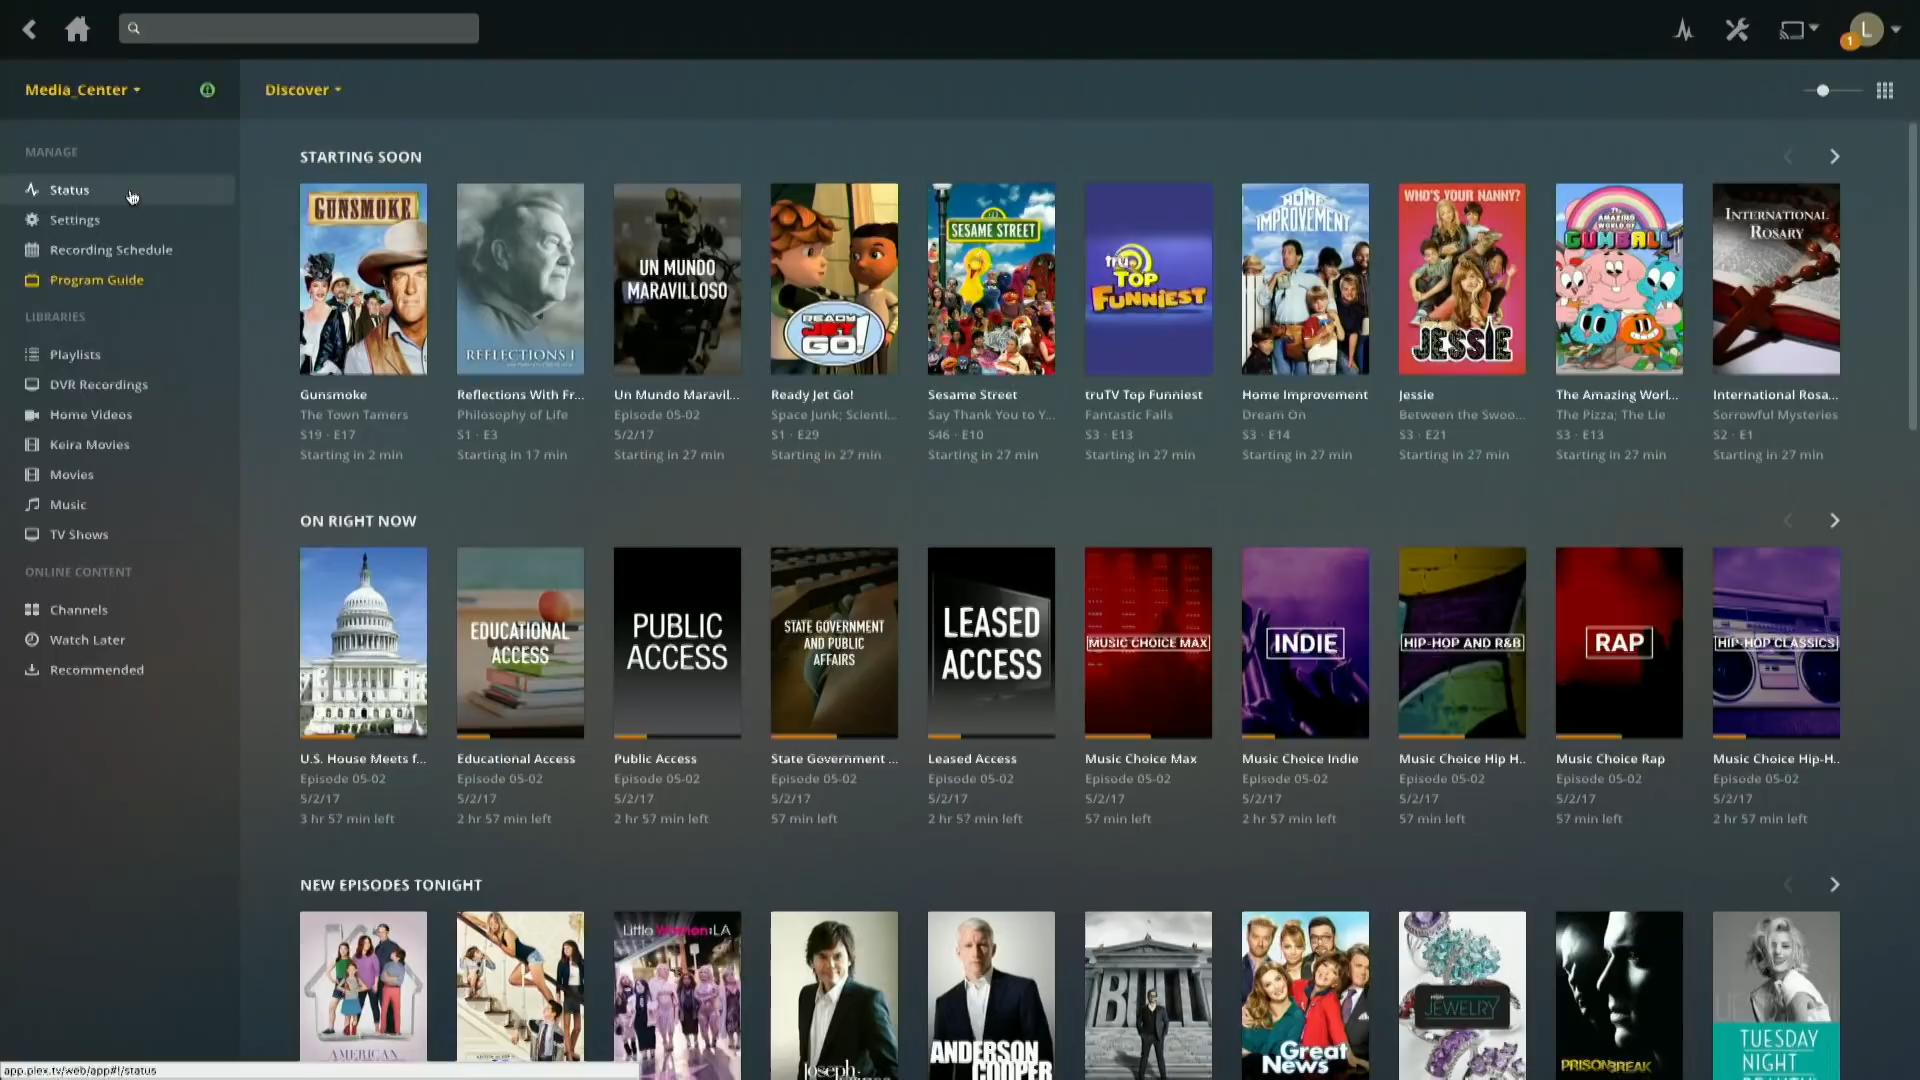 L
1
Media_Center
Discover
MANAGE
Status
Settings
Recording Schedule
Program Guide
LIBRARIES
Playlists
DVR Recordings
Home Videos
Keira Movies
Movies
Music
TV Shows
ONLINE CONTENT
Channels
Watch Later
Recommended
STARTING SOON
GUNSMOKE
REFLECTIONS I
UN MUNDO
MARAVILLOSO
READY
JET
GO!
SESAME STREET
tru
TOP
FUNNIEST
HOME
IMPROVEMENT
WHO'S YOUR NANNY?
JESSIE
The
AMAZING
WORLD OF
GUMBALL
INTERNATIONAL
ROSARY
Gunsmoke
The Town Tamers
S19 · E17
Starting in 2 min
Reflections With Fr...
Philosophy of Life
S1 · E3
Starting in 17 min
Un Mundo Maravil...
Episode 05-02
5/2/17
Starting in 27 min
Ready Jet Go!
Space Junk; Scienti...
S1 · E29
Starting in 27 min
Sesame Street
Say Thank You to Y...
S46 · E10
Starting in 27 min
truTV Top Funniest
Fantastic Falls
S3 · E13
Starting in 27 min
Home Improvement
Dream On
S3 · E14
Starting in 27 min
Jessie
Between the Swoo...
S3 · E21
Starting in 27 min
The Amazing Worl...
The Pizza; The Lie
S3 · E13
Starting in 27 min
International Rosa...
Sorrowful Mysteries
S2 · E1
Starting in 27 min
ON RIGHT NOW
EDUCATIONAL
ACCESS
PUBLIC
ACCESS
STATE GOVERNMENT
AND PUBLIC
AFFAIRS
LEASED
ACCESS
MUSIC CHOICE MAX
INDIE
HIP-HOP AND R&B
RAP
HIP-HOP CLASSICS
U.S. House Meets f...
Episode 05-02
5/2/17
3 hr 57 min left
Educational Access
Episode 05-02
5/2/17
2 hr 57 min left
Public Access
Episode 05-02
5/2/17
2 hr 57 min left
State Government ...
Episode 05-02
5/2/17
57 min left
Leased Access
Episode 05-02
5/2/17
2 hr 57 min left
Music Choice Max
Episode 05-02
5/2/17
57 min left
Music Choice Indie
Episode 05-02
5/2/17
2 hr 57 min left
Music Choice Hip H..
Episode 05-02
5/2/17
57 min left
Music Choice Rap
Episode 05-02
5/2/17
57 min left
Music Choice Hip-H..
Episode 05-02
5/2/17
2 hr 57 min left
NEW EPISODES TONIGHT
AMERICAN
Little Women:LA
Joseph
ANDERSON
COOPER
BULL
Great
News
JEWELRY
PRISON BREAK
TUESDAY
NIGHT
app.plex.tv/web/app#!/status